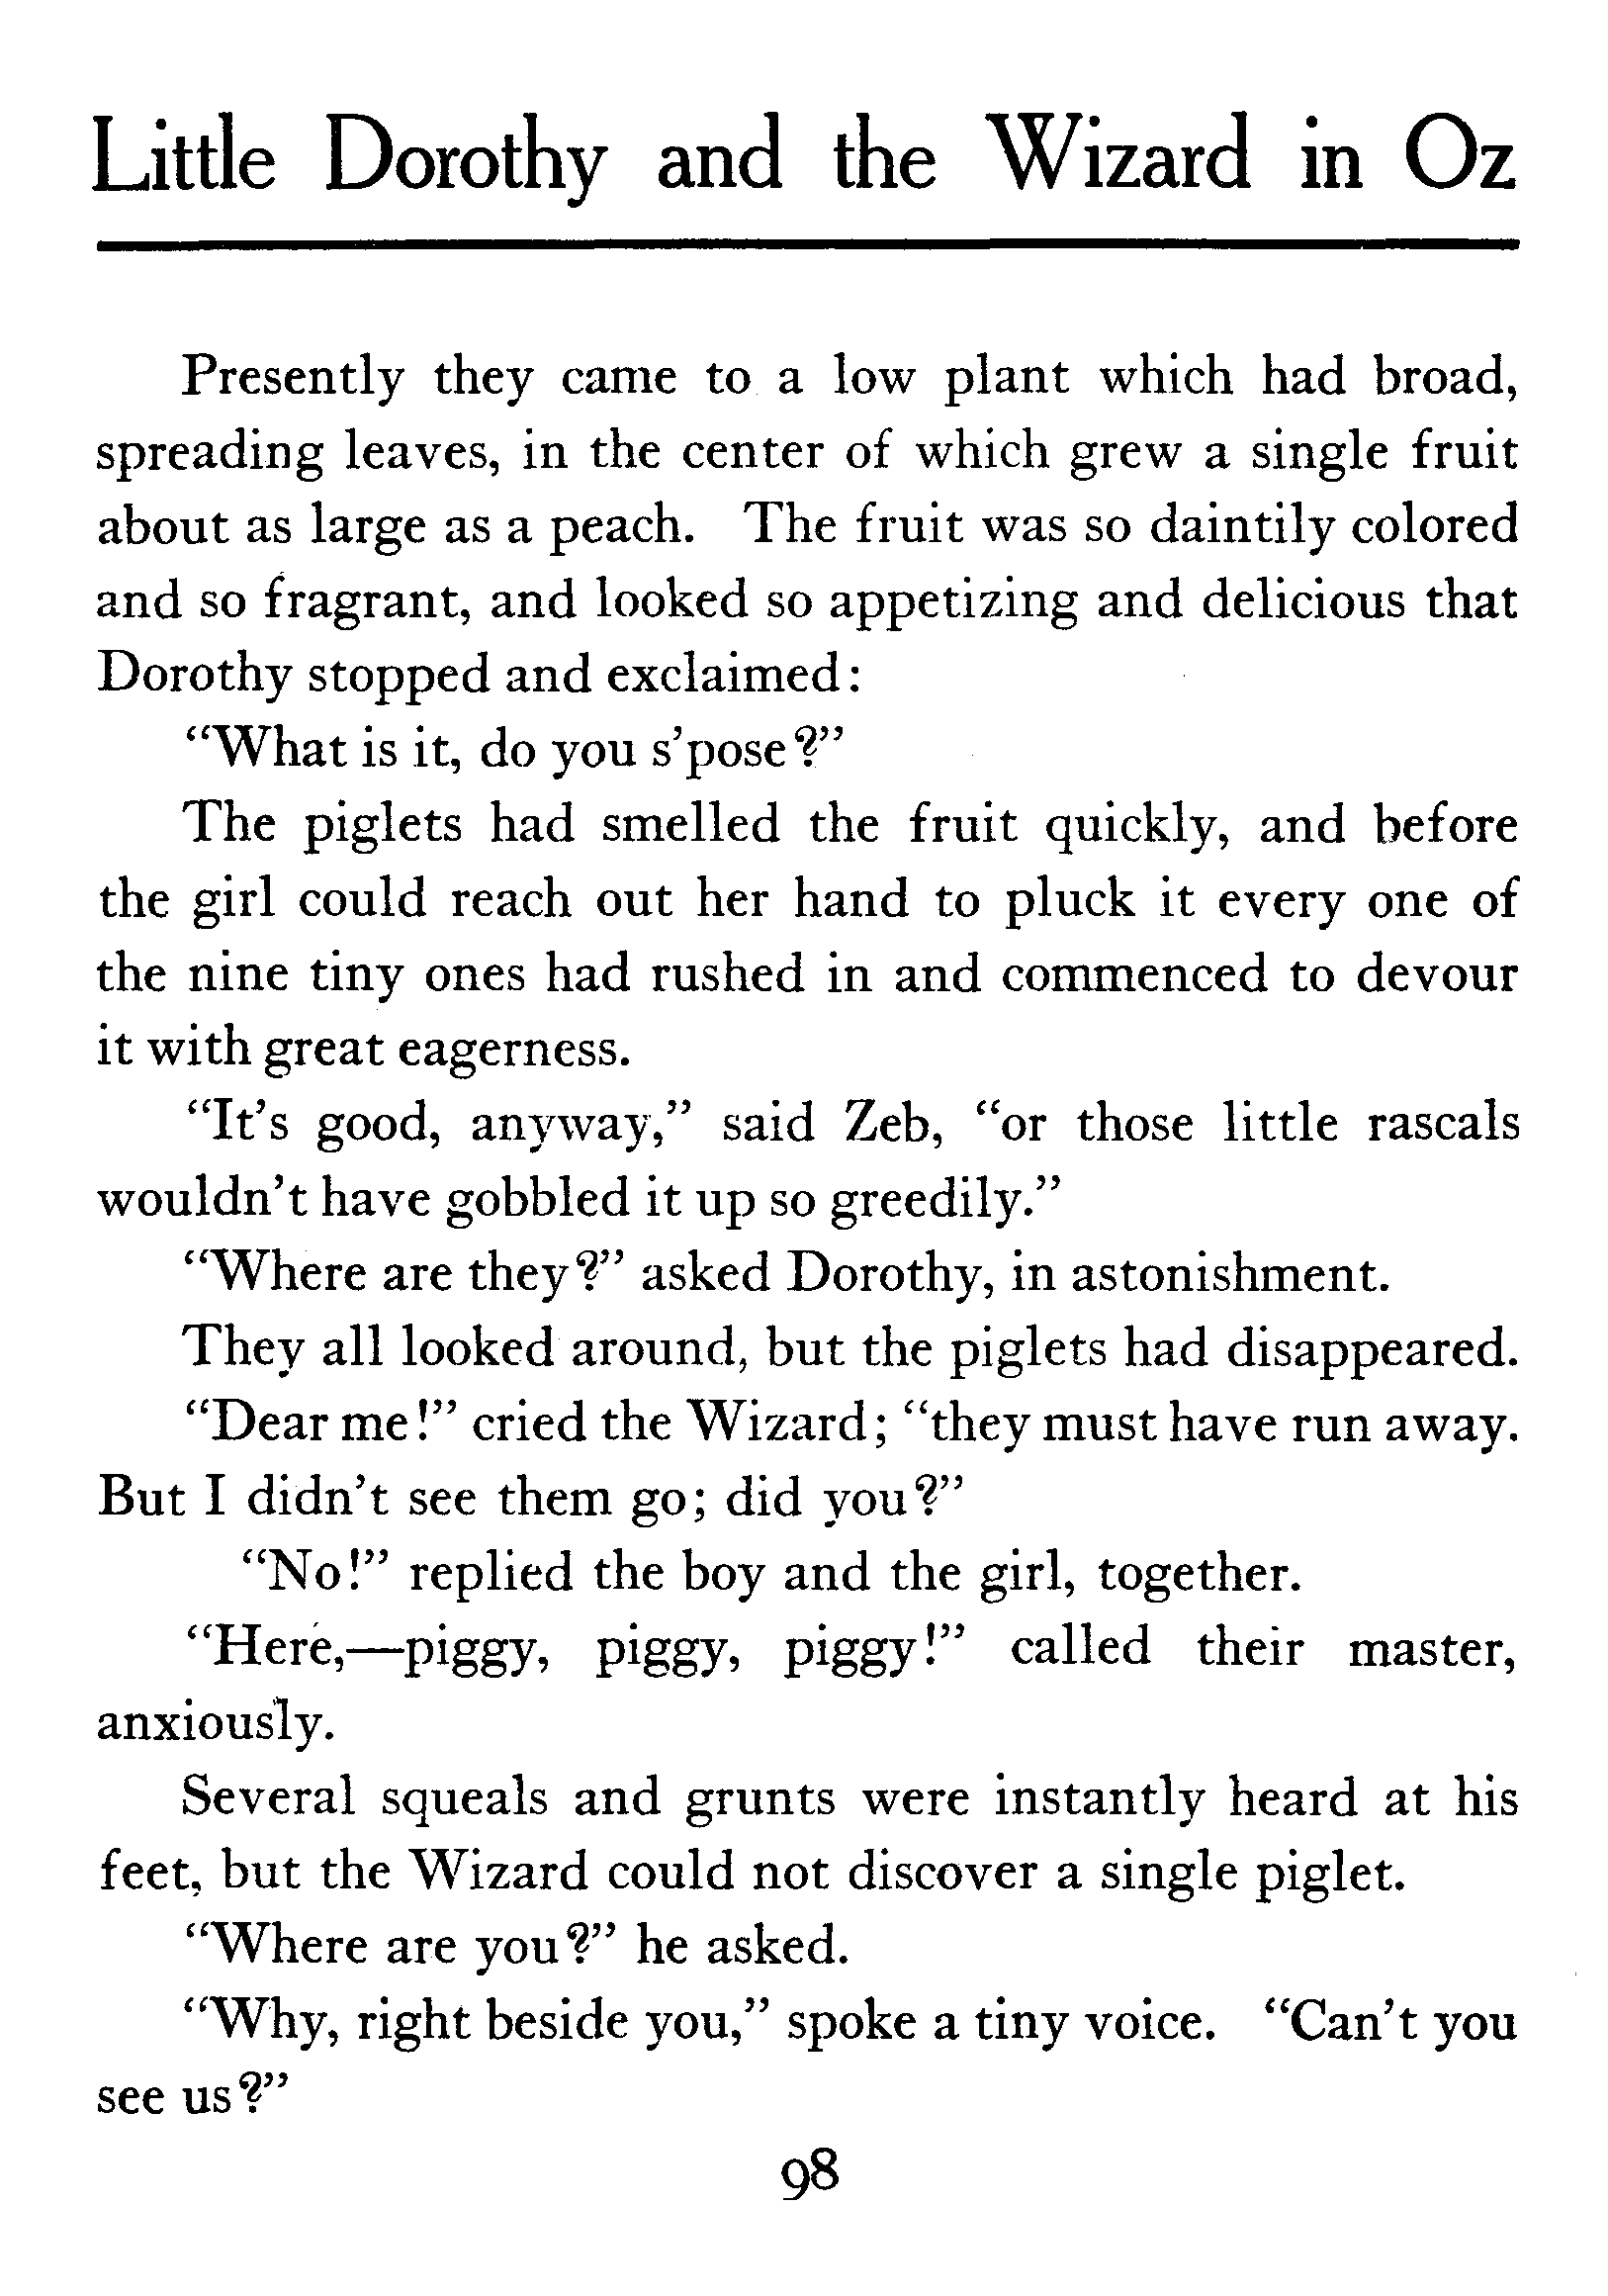 Little Dorothy and the Wizard in Oz
Presently they came to a low plant which had broad,
spreading leaves, in the center of which grew a single fruit
about as large as a peach. The fruit was so daintily colored
and so fragrant, and looked so appetizing and delicious that
Dorothy stopped and exclaimed:
“What is it, do you s’pose?”
The piglets had smelled the fruit quickly, and before
the girl could reach out her hand to pluck it every one of
the nine tiny ones had rushed in and commenced to devour
it with great eagerness.
“It’s good, anyway,” said Zeb, “or those little rascals
wouldn’t have gobbled it up so greedily.”
“Where are they?” asked Dorothy, in astonishment.
They all looked around, but the piglets had disappeared.
“Dear me!” cried the Wizard; “they must have run away.
But I didn’t see them go; did you?”
“No!” replied the boy and the girl, together.
“Here,—piggy, piggy, piggy!” called their master,
anxiously.
Several squeals and grunts were instantly heard at his
feet, but the Wizard could not discover a single piglet.
“Where are you?” he asked.
“Why, right beside you,” spoke a tiny voice. “Can’t you
see us?”
98